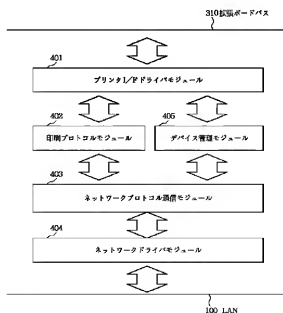 310拡張ボードバス
401
プリンタI/Fドライバモジュール
402
405
印刷プロトコルモジュール
デバイス管理モジュール
403
ネットワークプロトコル通信モジュール
404
ネットワークドライバモジュール
100 LAN